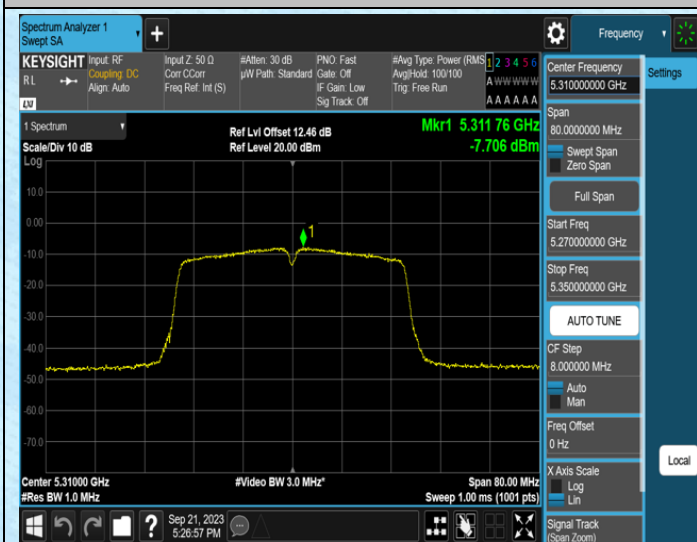 Spectrum Analyzer 1
Swept SA
Frequency
KEYSIGHT
RL
Input: RF
Coupling: DC
Align: Auto
Input Z: 50 Ω
Corr CCorr
Freq Ref: Int (S)
#Atten: 30 dB
µW Path: Standard
PNO: Fast
Gate: Off
IF Gain: Low
Sig Track: Off
#Avg Type: Power (RMS
Avg|Hold: 100/100
Trig: Free Run
1 2 3 4 5 6
A W W W W W
A A A A A A
LXI
1 Spectrum
Scale/Div 10 dB
Ref Lvl Offset 12.46 dB
Ref Level 20.00 dBm
Mkr1 5.311 76 GHz
-7.706 dBm
Log
10.0
0.00
-10.0
-20.0
-30.0
-40.0
-50.0
-60.0
-70.0
1
Center 5.31000 GHz
#Res BW 1.0 MHz
#Video BW 3.0 MHz*
Span 80.00 MHz
Sweep 1.00 ms (1001 pts)
Center Frequency
5.310000000 GHz
Settings
Span
80.0000000 MHz
Swept Span
Zero Span
Full Span
Start Freq
5.270000000 GHz
Stop Freq
5.350000000 GHz
AUTO TUNE
CF Step
8.000000 MHz
Auto
Man
Freq Offset
0 Hz
X Axis Scale
Log
Lin
Local
Signal Track
(Span Zoom)
?
Sep 21, 2023
5:26:57 PM